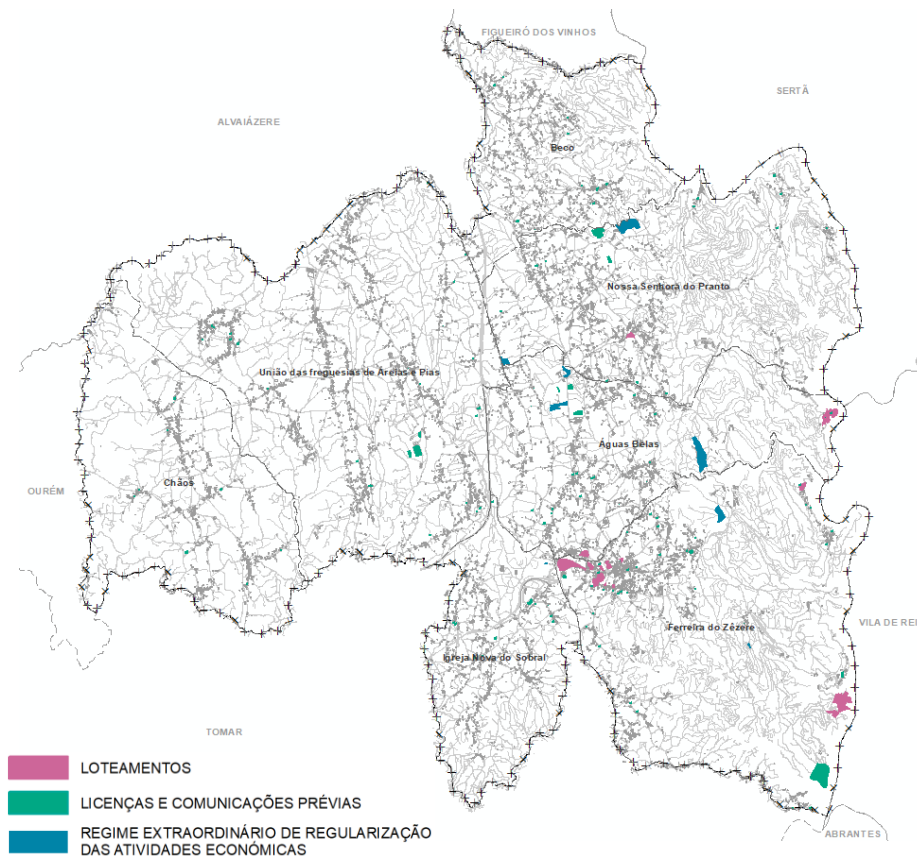 FIGUEIRÓ DOS VINHOS
SERTÃ
ALVAIÁZERE
Beco
Nossa Senhora do Pranto
União das freguesias de Areias e Pias
Águas Belas
Chãos
OURÉM
Ferreira do Zêzere
VILA DE REI
Igreja Nova do Sobral
TOMAR
LOTEAMENTOS
LICENÇAS E COMUNICAÇÕES PRÉVIAS
REGIME EXTRAORDINÁRIO DE REGULARIZAÇÃO
DAS ATIVIDADES ECONÓMICAS
ABRANTES